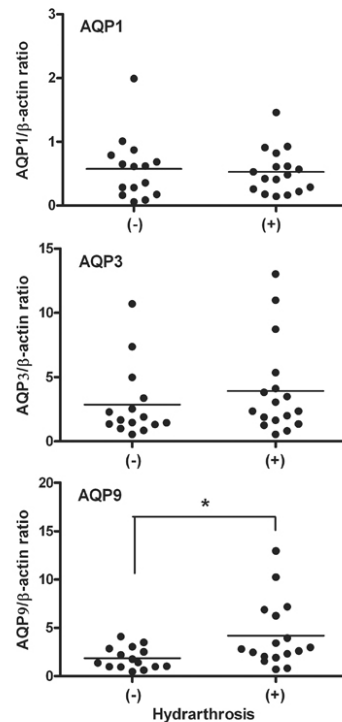 AQP1
AQP1/β-actin ratio
3
2
1
0
(-) (+)
AQP3
AQP3/β-actin ratio
15
10
5
0
(-) (+)
AQP9
*
AQP9/β-actin ratio
20
15
10
5
0
(-) (+)
Hydrarthrosis